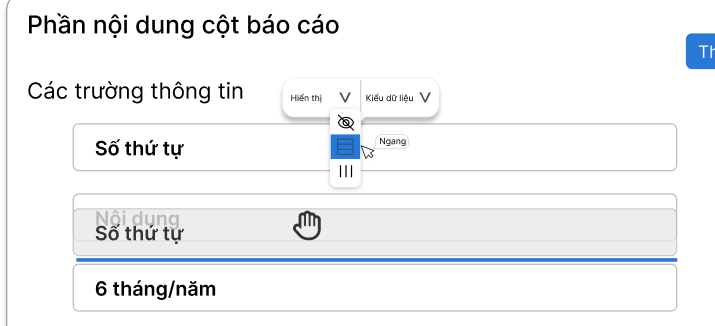 Phần nội dung cột báo cáo
Th
Các trường thông tin
Hiển thị
Kiểu dữ liệu
Ngang
Số thứ tự
Nội dung
Số thứ tự
6 tháng/năm